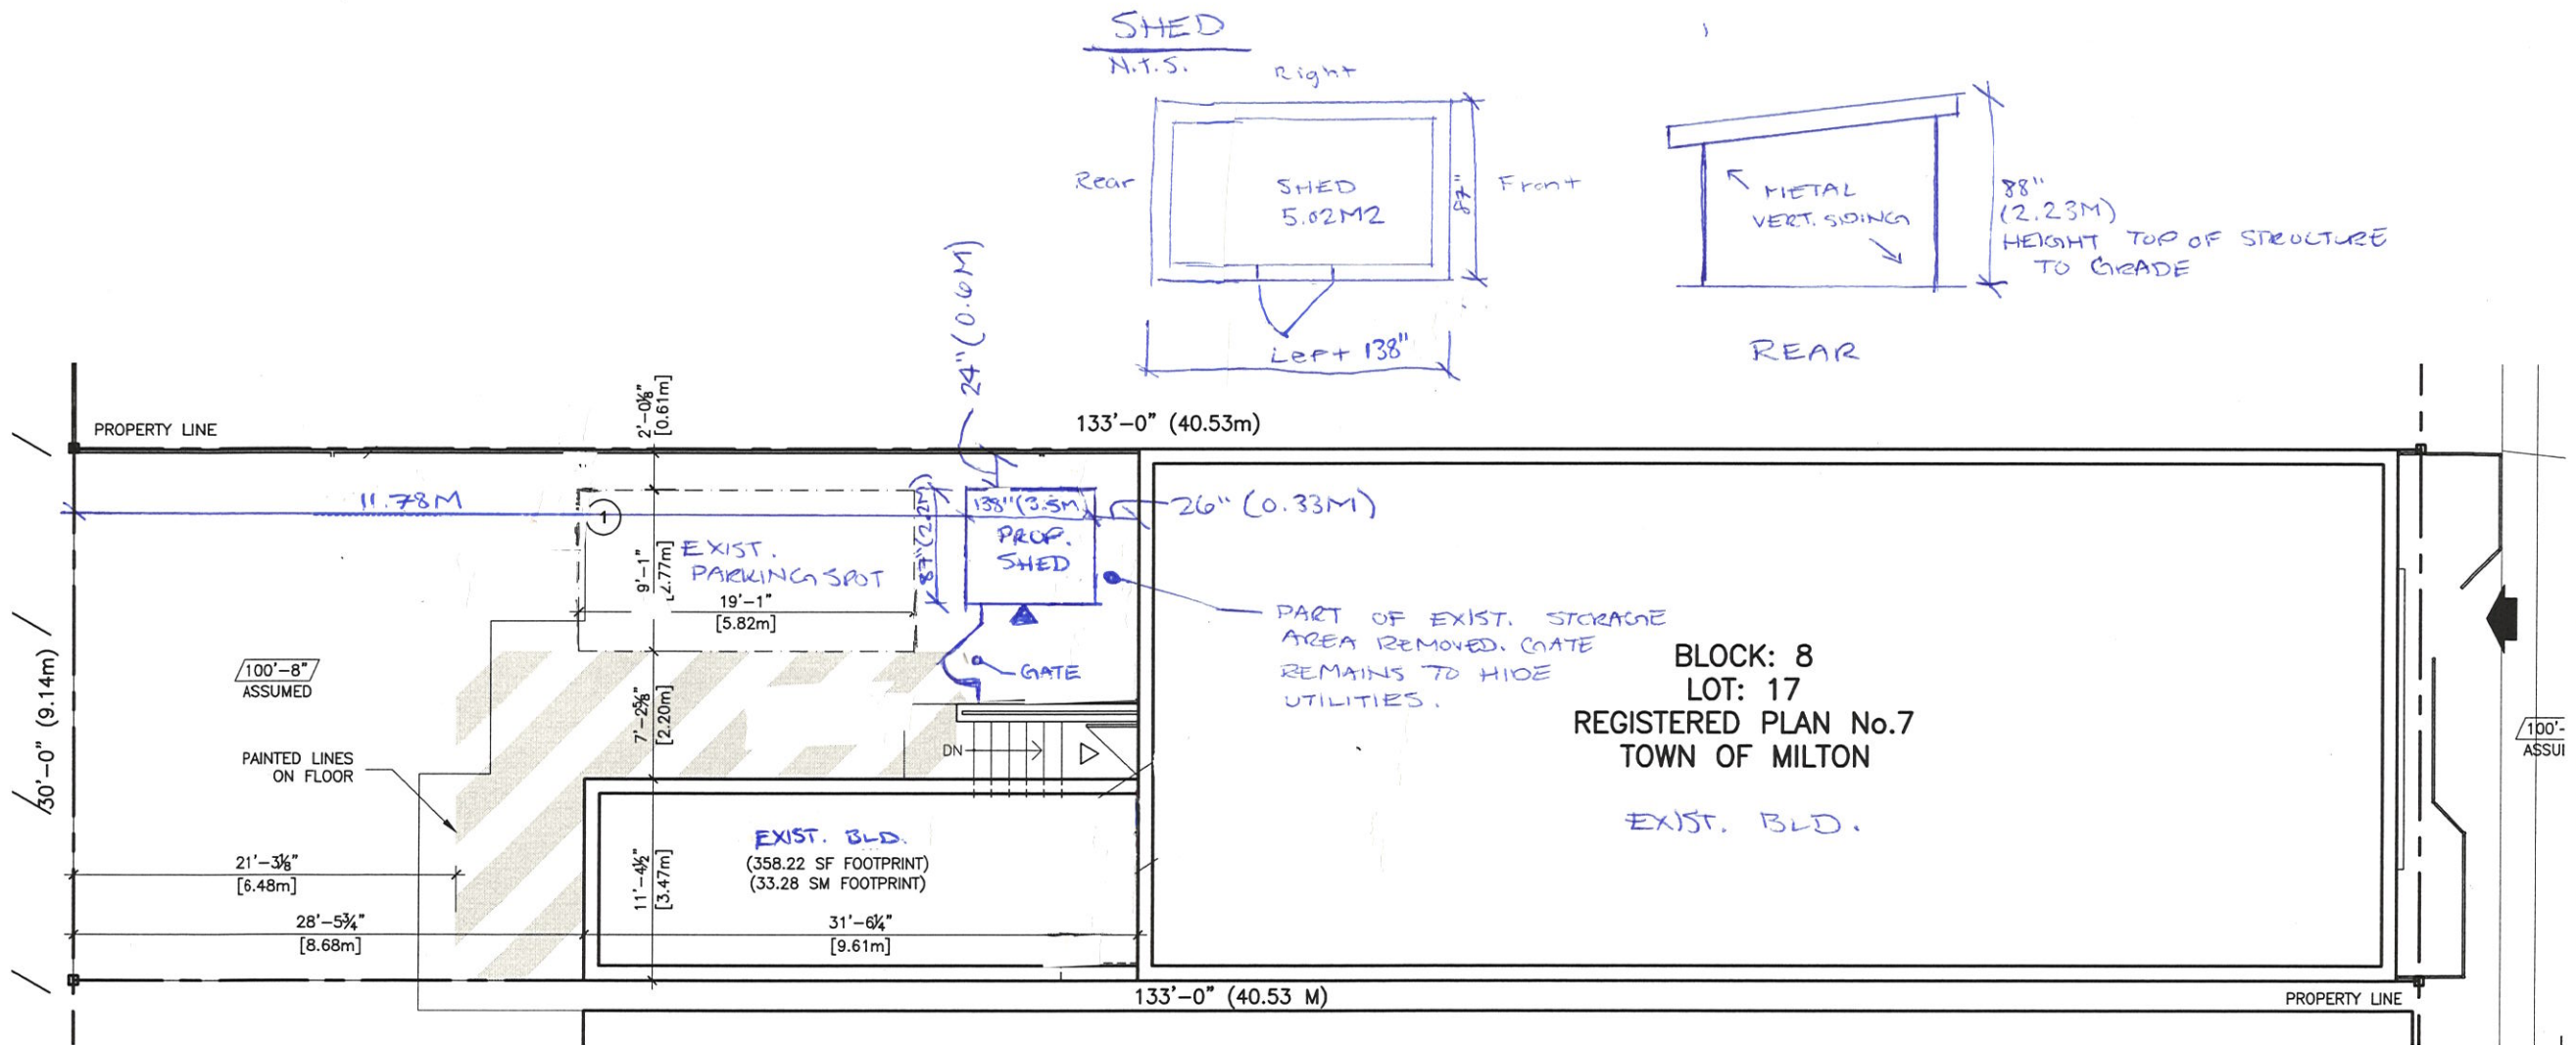 SHED
N.T.S.
Right
Rear
SHED
5.02M2
87"
Front
Left 138"
METAL
VERT. SIDING
88"
(2.23M)
HEIGHT TOP OF STRUCTURE
TO GRADE
REAR
24" (0.6M)
2'-0⅛"
[0.61m]
133'-0" (40.53m)
PROPERTY LINE
11.78M
1
EXIST.
PARKING SPOT
9'-1"
[2.77m]
19'-1"
[5.82m]
87" (2.2M)
138" (3.5M
PROP.
SHED
26" (0.33M)
GATE
PART OF EXIST. STORAGE
AREA REMOVED. GATE
REMAINS TO HIDE
UTILITIES.
BLOCK: 8
LOT: 17
REGISTERED PLAN No.7
TOWN OF MILTON
EXIST. BLD.
100'-8"
ASSUMED
30'-0" (9.14m)
7'-2⅝"
[2.20m]
DN
PAINTED LINES
ON FLOOR
100'-
ASSUI
EXIST. BLD.
(358.22 SF FOOTPRINT)
(33.28 SM FOOTPRINT)
11'-4½"
[3.47m]
21'-3⅛"
[6.48m]
28'-5¾"
[8.68m]
31'-6¼"
[9.61m]
133'-0" (40.53 M)
PROPERTY LINE